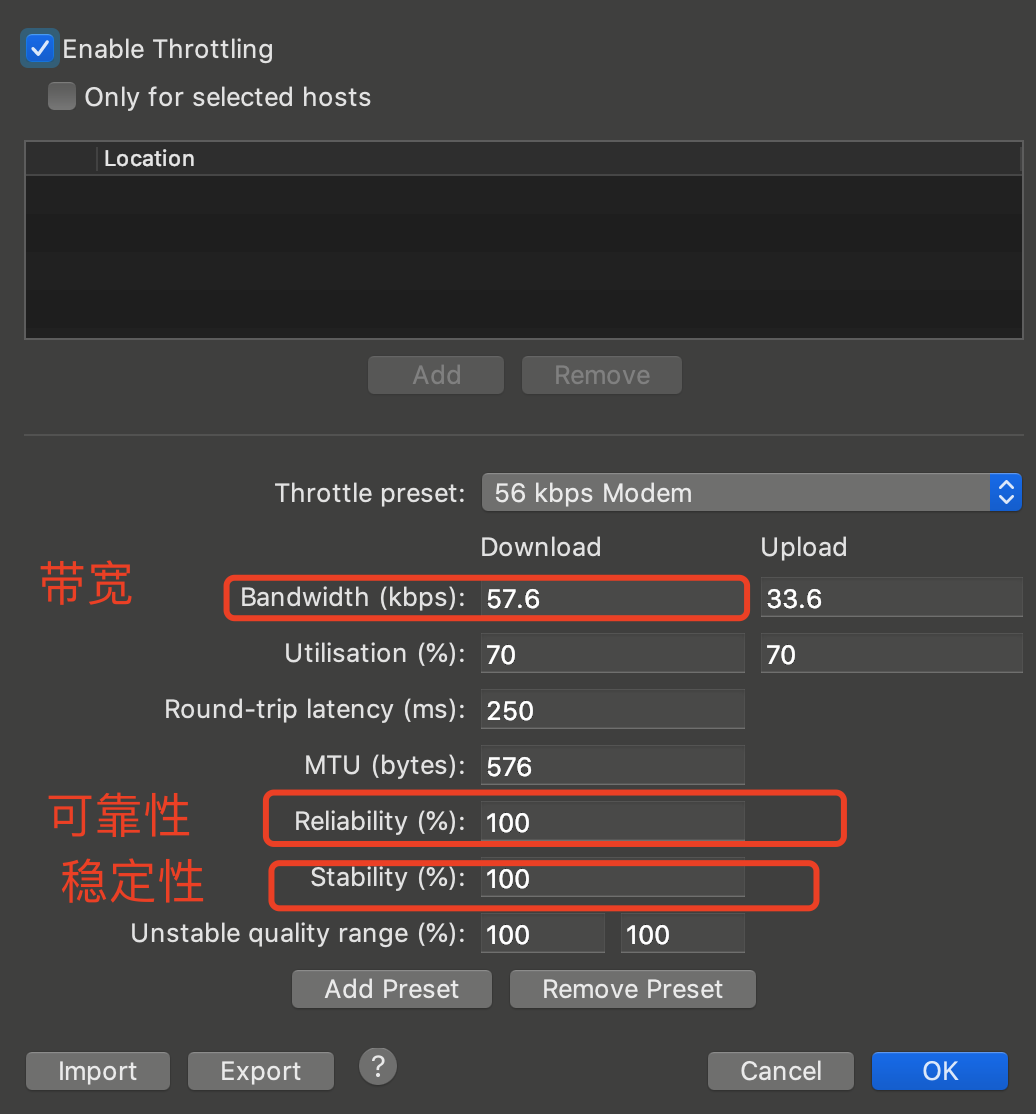 Enable Throttling
Only for selected hosts
Location
Add Remove
Throttle preset: 56 kbps Modem
Download Upload
带宽 Bandwidth (kbps): 57.6 33.6
Utilisation (%): 70 70
Round-trip latency (ms): 250
MTU (bytes): 576
可靠性 Reliability (%): 100
稳定性 Stability (%): 100
Unstable quality range (%): 100 100
Add Preset Remove Preset
Import Export ? Cancel OK